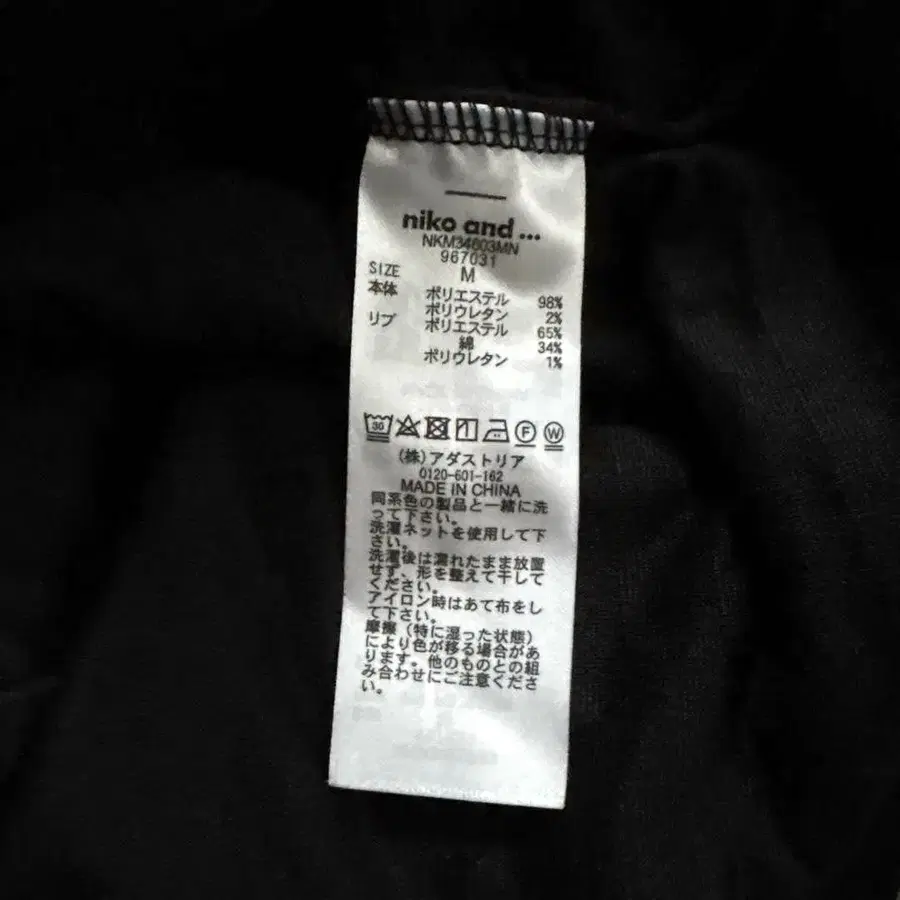 niko and ...
NKM34603MN
967031
SIZE M
本体 ポリエステル 98%
ポリウレタン 2%
リブ ポリエステル 65%
綿 34%
ポリウレタン 1%
30 F W
(株)アダストリア
0120-601-162
MADE IN CHINA
同系色の製品と一緒に洗
って下さい。
洗濯ネットを使用して下
さい。
洗濯後は濡れたまま放置
せず、形を整えて干して
ください。
アイロン時はあて布をし
て下さい。
摩擦(特に湿った状態)
により色が移る場合があ
ります。他のものとの組
み合わせにご注意くださ
い。